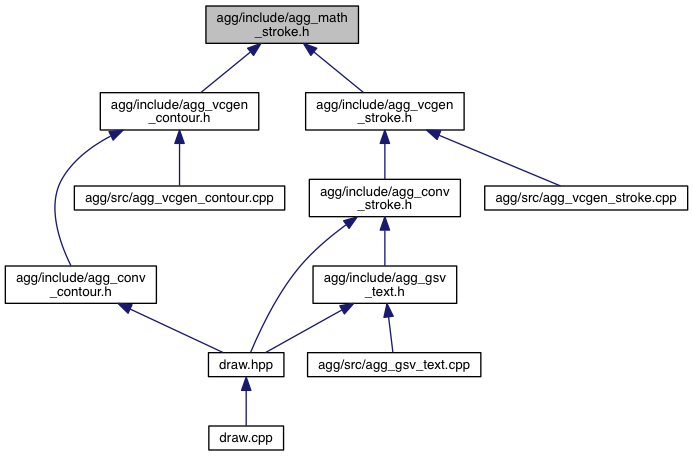 agg/include/agg_math
_stroke.h
agg/include/agg_vcgen
_contour.h
agg/include/agg_vcgen
_stroke.h
agg/src/agg_vcgen_contour.cpp
agg/include/agg_conv
_stroke.h
agg/src/agg_vcgen_stroke.cpp
agg/include/agg_conv
_contour.h
agg/include/agg_gsv
_text.h
draw.hpp
agg/src/agg_gsv_text.cpp
draw.cpp